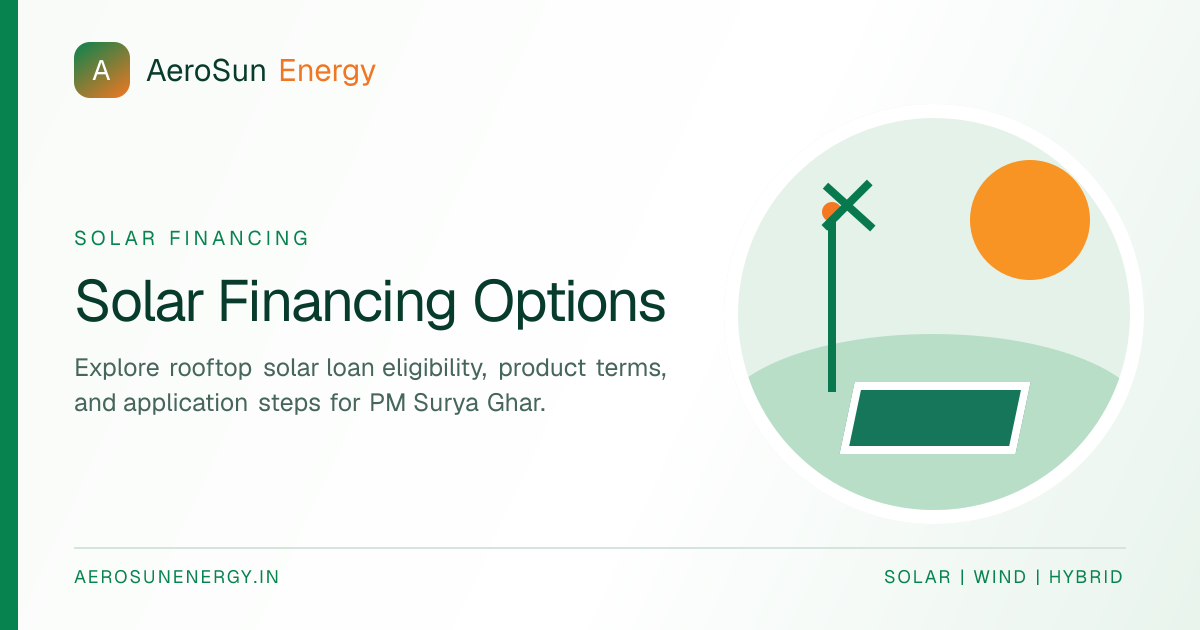 A
AeroSun Energy
SOLAR FINANCING
Solar Financing Options
Explore rooftop solar loan eligibility, product terms,
and application steps for PM Surya Ghar.
AEROSUNENERGY.IN
SOLAR | WIND | HYBRID